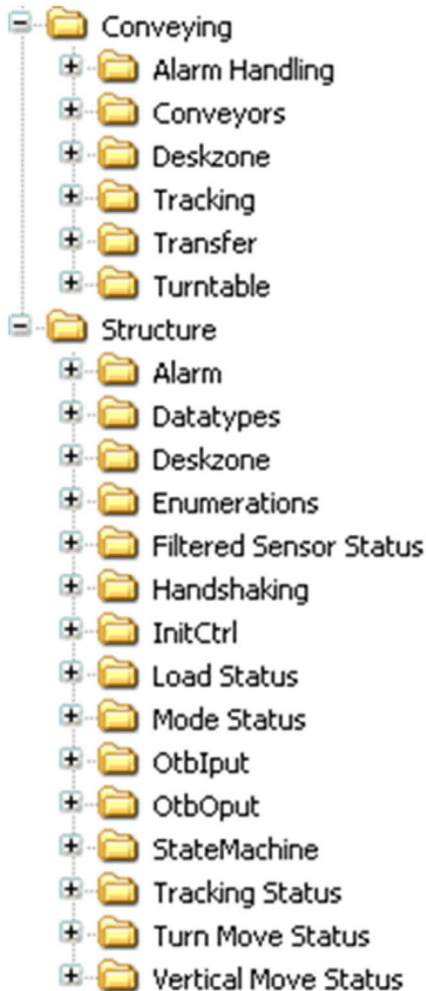 Conveying
Alarm Handling
Conveyors
Deskzone
Tracking
Transfer
Turntable
Structure
Alarm
Datatypes
Deskzone
Enumerations
Filtered Sensor Status
Handshaking
InitCtrl
Load Status
Mode Status
OtbIput
OtbOput
StateMachine
Tracking Status
Turn Move Status
Vertical Move Status